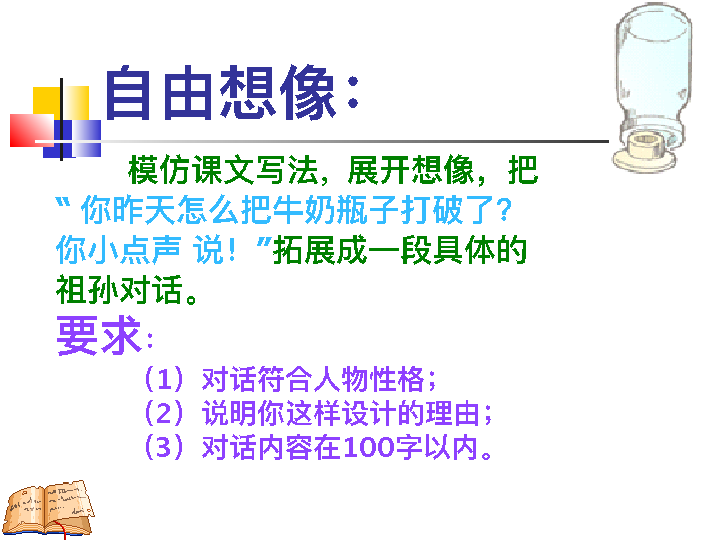 自由想像：
模仿课文写法，展开想像，把
“ 你昨天怎么把牛奶瓶子打破了？
你小点声 说！”拓展成一段具体的
祖孙对话。
要求：
（1）对话符合人物性格；
（2）说明你这样设计的理由；
（3）对话内容在100字以内。